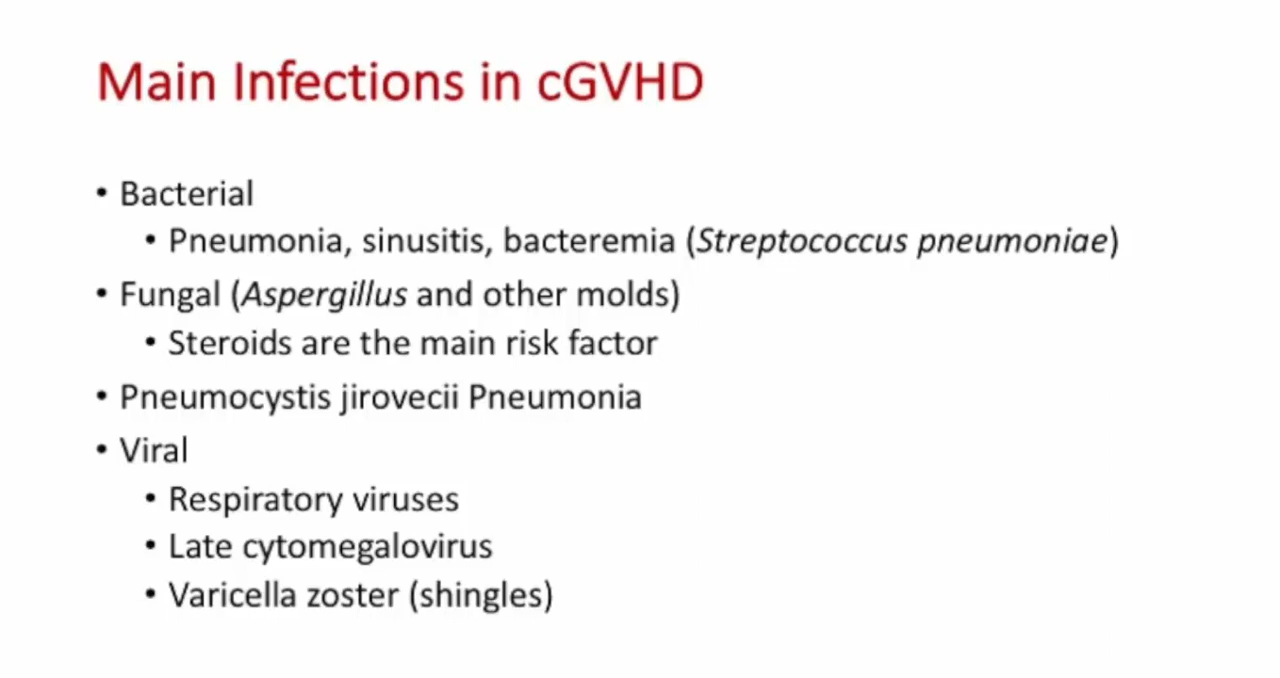 Main Infections in cGVHD
• Bacterial
• Pneumonia, sinusitis, bacteremia (Streptococcus pneumoniae)
• Fungal (Aspergillus and other molds)
• Steroids are the main risk factor
• Pneumocystis jirovecii Pneumonia
• Viral
• Respiratory viruses
• Late cytomegalovirus
• Varicella zoster (shingles)